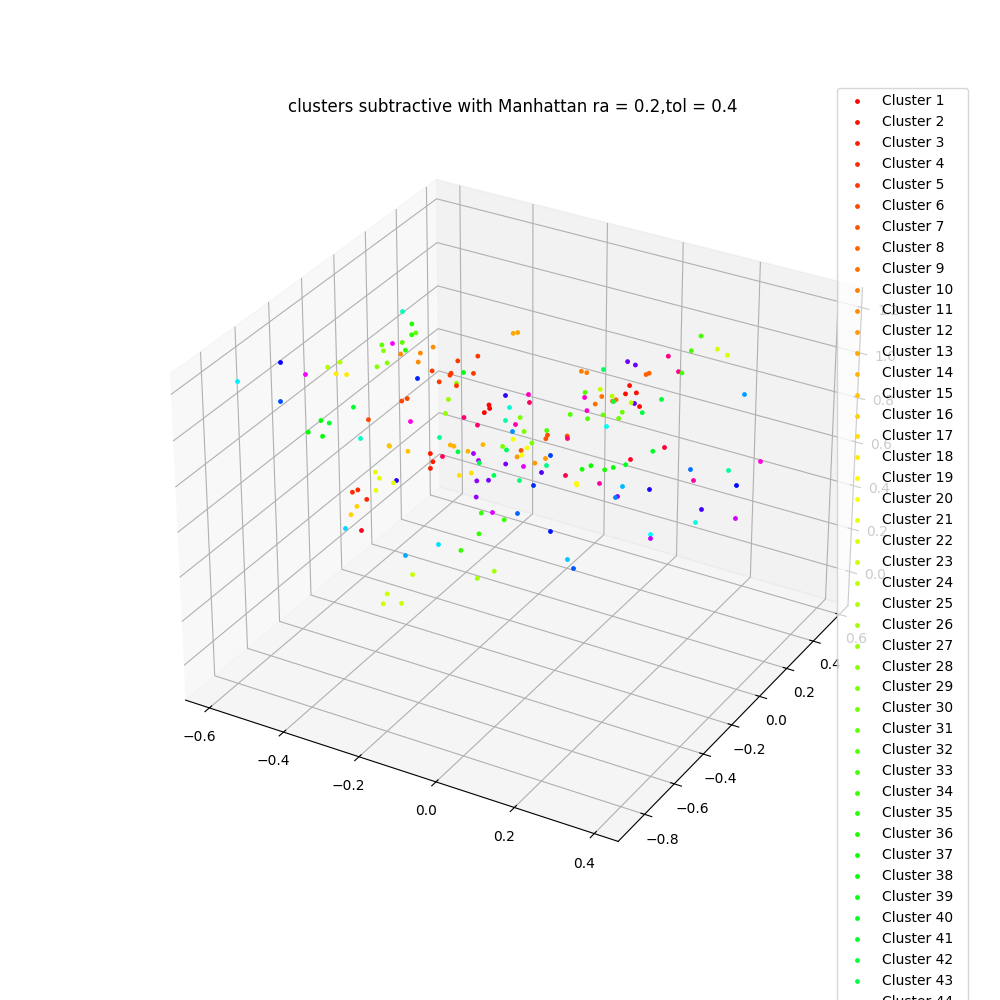 clusters subtractive with Manhattan ra = 0.2,tol = 0.4
Cluster 1
Cluster 2
Cluster 3
Cluster 4
Cluster 5
Cluster 6
Cluster 7
Cluster 8
Cluster 9
Cluster 10
Cluster 11
Cluster 12
Cluster 13
Cluster 14
Cluster 15
Cluster 16
Cluster 17
Cluster 18
Cluster 19
Cluster 20
Cluster 21
Cluster 22
Cluster 23
Cluster 24
Cluster 25
Cluster 26
Cluster 27
Cluster 28
Cluster 29
Cluster 30
Cluster 31
Cluster 32
Cluster 33
Cluster 34
Cluster 35
Cluster 36
Cluster 37
Cluster 38
Cluster 39
Cluster 40
Cluster 41
Cluster 42
Cluster 43
Cluster 44
1.0
0.8
0.6
0.4
0.2
0.0
0.6
0.4
0.2
0.0
−0.2
−0.4
−0.6
−0.8
−0.6
−0.4
−0.2
0.0
0.2
0.4